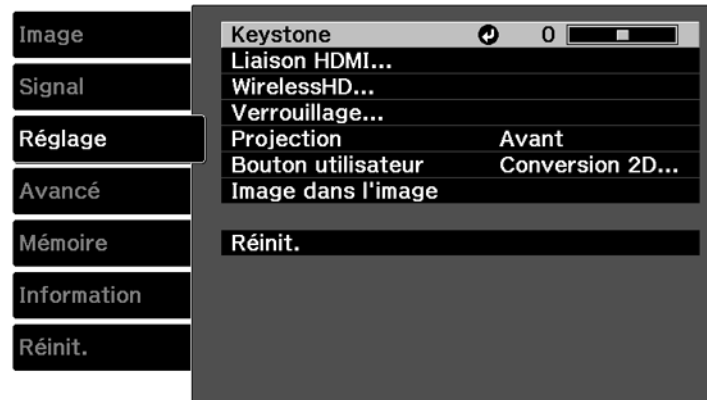 Image
Signal
Réglage
Avancé
Mémoire
Information
Réinit.
Keystone 0
Liaison HDMI...
WirelessHD...
Verrouillage...
Projection Avant
Bouton utilisateur Conversion 2D...
Image dans l'image
Réinit.